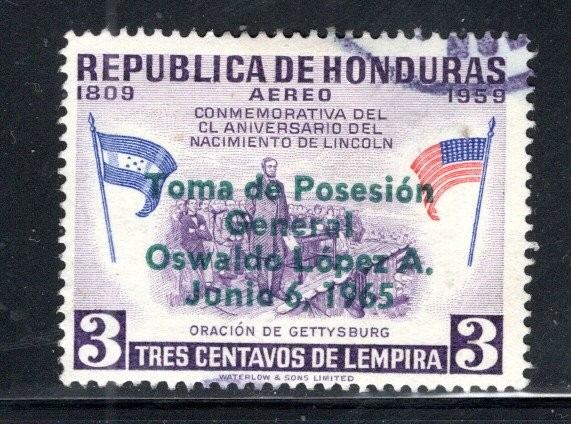 REPUBLICA DE HONDURAS
1809 AEREO 1959
CONMEMORATIVA DEL
CL ANIVERSARIO DEL
NACIMIENTO DE LINCOLN
Toma de Posesión
General
Oswaldo López A.
Junio 6, 1965
ORACIÓN DE GETTYSBURG
3 TRES CENTAVOS DE LEMPIRA 3
WATERLOW & SONS LIMITED